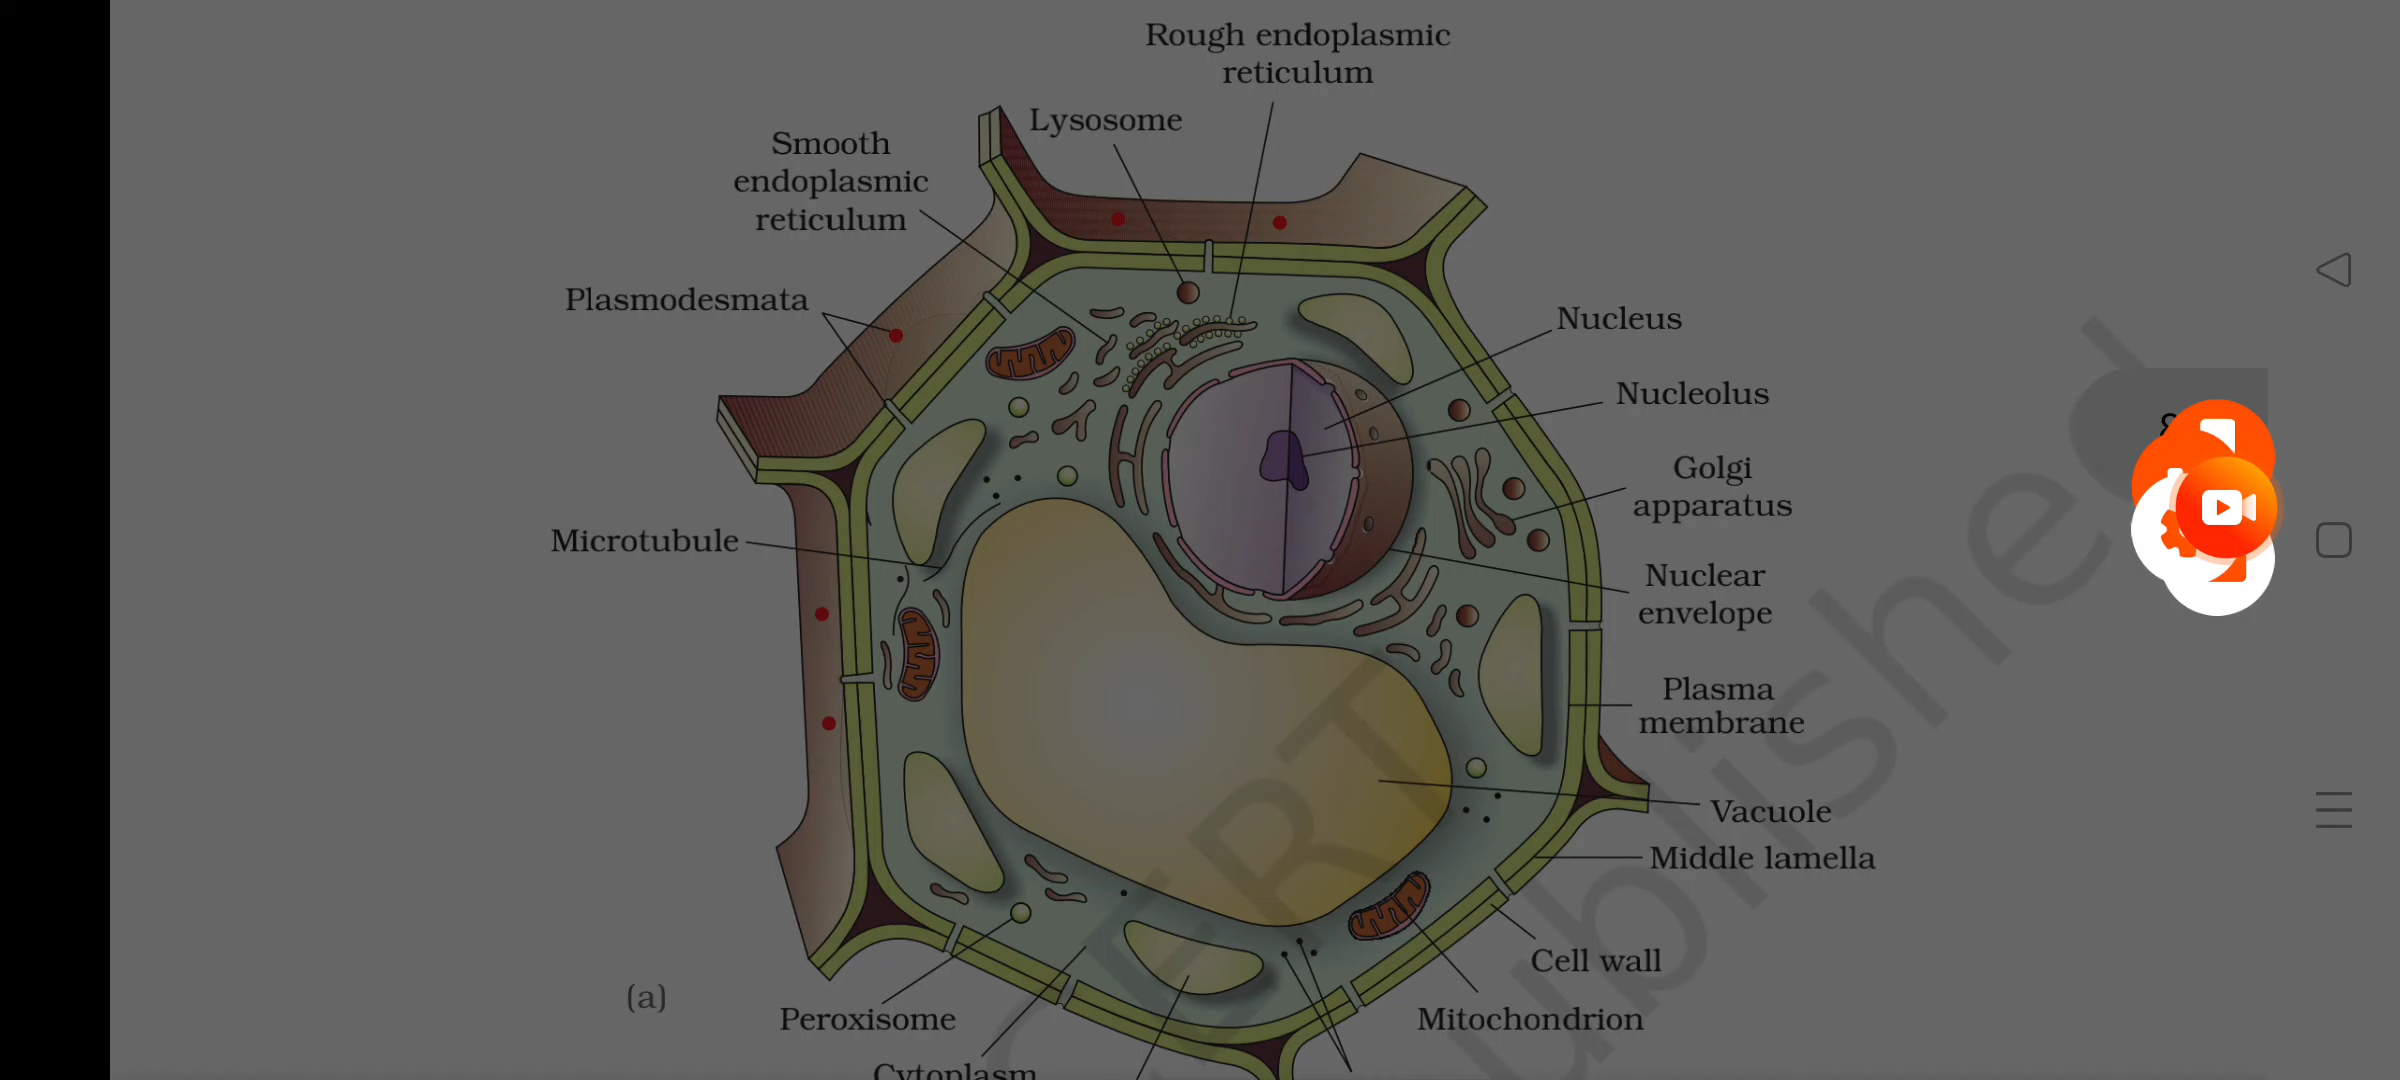 Rough endoplasmic
reticulum
Lysosome
Smooth
endoplasmic
reticulum
Plasmodesmata
Nucleus
Nucleolus
Golgi
apparatus
Microtubule
Nuclear
envelope
Plasma
membrane
Vacuole
Middle lamella
Cell wall
(a)
Peroxisome
Mitochondrion
Cytoplasm